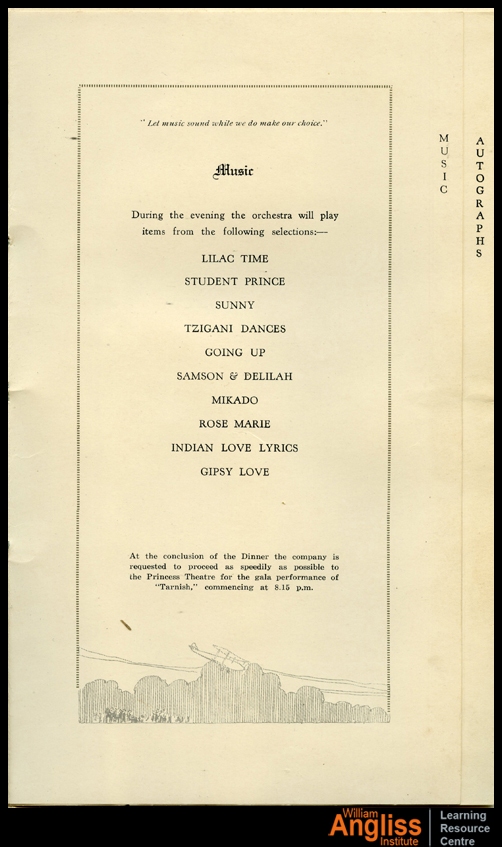 "Let music sound while we do make our choice."
Music
During the evening the orchestra will play
items from the following selections:—
LILAC TIME
STUDENT PRINCE
SUNNY
TZIGANI DANCES
GOING UP
SAMSON & DELILAH
MIKADO
ROSE MARIE
INDIAN LOVE LYRICS
GIPSY LOVE
At the conclusion of the Dinner the company is
requested to proceed as speedily as possible to
the Princess Theatre for the gala performance of
"Tarnish," commencing at 8.15 p.m.
MUSIC
AUTOGRAPHS
William
Angliss
Institute
Learning
Resource
Centre